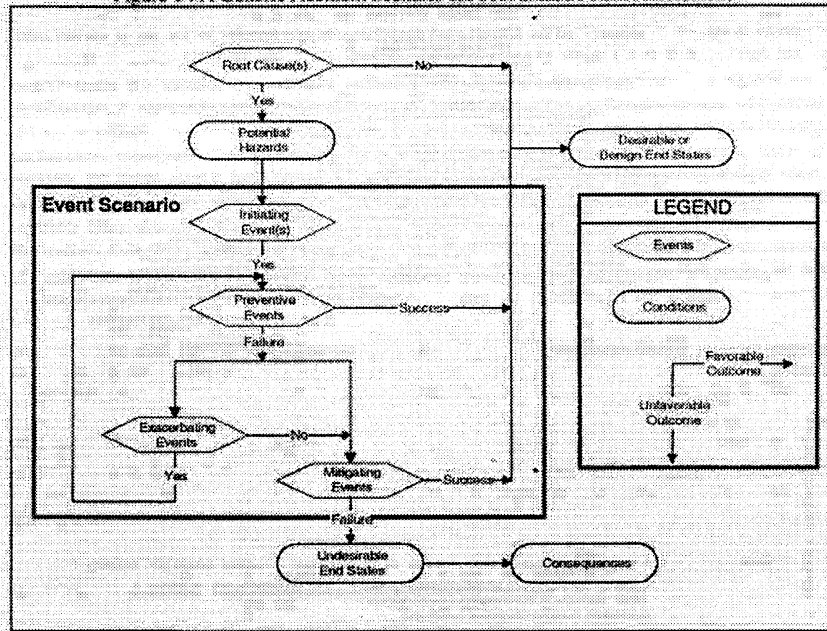 Root Cause(s)
No
Yes
Potential
Hazards
Desirable or
Benign End States
Event Scenario
Initiating
Event(s)
Yes
Preventive
Events
Success
Failure
Exacerbating
Events
No
Yes
Mitigating
Events
Success
Failure
Undesirable
End States
Consequences
LEGEND
Events
Conditions
Favorable
Outcome
Unfavorable
Outcome